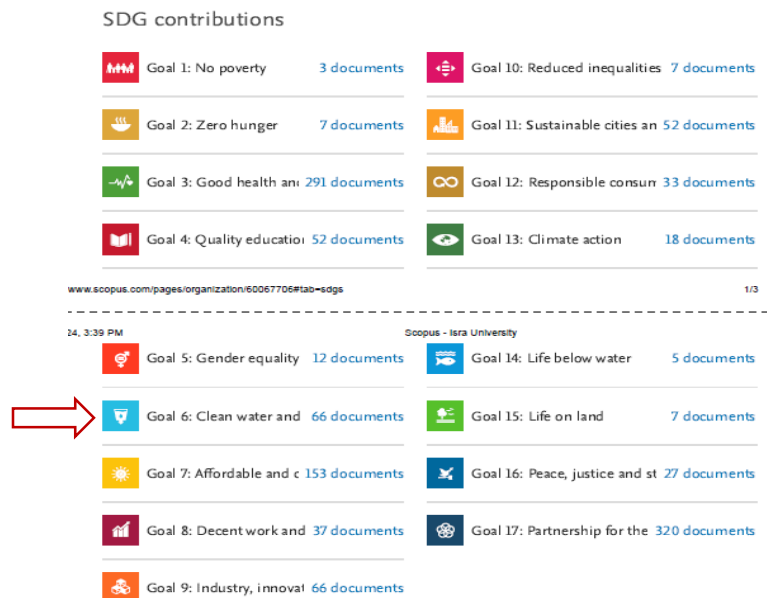 SDG contributions
Goal 1: No poverty 3 documents
Goal 2: Zero hunger 7 documents
Goal 3: Good health an 291 documents
Goal 4: Quality education 52 documents
Goal 10: Reduced inequalities 7 documents
Goal 11: Sustainable cities an 52 documents
Goal 12: Responsible consum 33 documents
Goal 13: Climate action 18 documents
www.scopus.com/pages/organization/60067706#tab=sdgs 1/3
24, 3:39 PM Scopus - Isra University
Goal 5: Gender equality 12 documents
Goal 6: Clean water and 66 documents
Goal 7: Affordable and c 153 documents
Goal 8: Decent work and 37 documents
Goal 9: Industry, innovat 66 documents
Goal 14: Life below water 5 documents
Goal 15: Life on land 7 documents
Goal 16: Peace, justice and st 27 documents
Goal 17: Partnership for the 320 documents